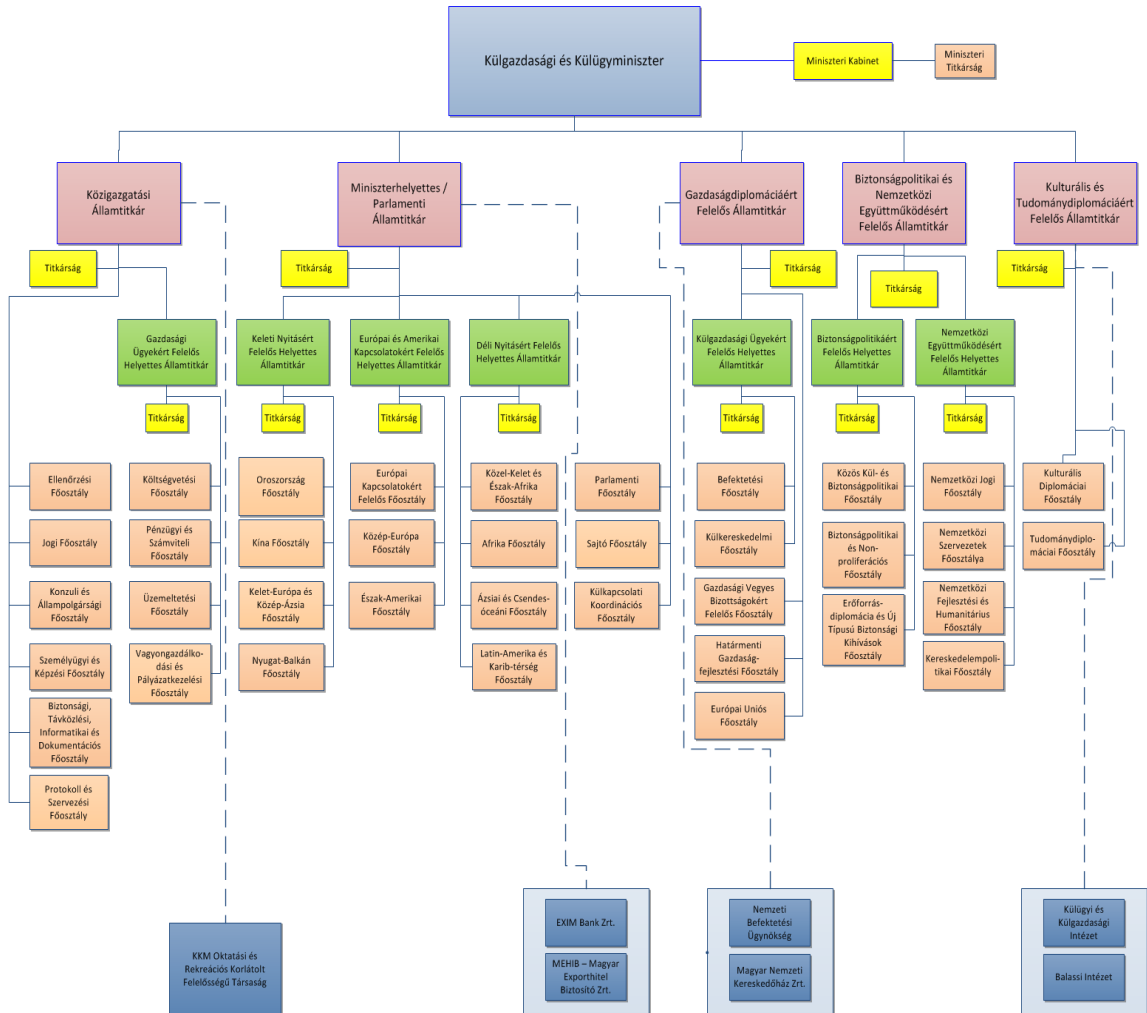 Külgazdasági és Külügyminiszter
Miniszteri Kabinet
Miniszteri
Titkárság
Közigazgatási
Államtitkár
Miniszterhelyettes /
Parlamenti
Államtitkár
Gazdaságdiplomáciáért
Felelős Államtitkár
Biztonságpolitikai és
Nemzetközi
Együttműködésért
Felelős Államtitkár
Kulturális és
Tudománydiplomáciáért
Felelős Államtitkár
Titkárság
Titkárság
Titkárság
Titkárság
Titkárság
Gazdasági
Ügyekért Felelős
Helyettes Államtitkár
Keleti Nyitásért
Felelős Helyettes
Államtitkár
Európai és Amerikai
Kapcsolatokért Felelős
Helyettes Államtitkár
Déli Nyitásért Felelős
Helyettes Államtitkár
Külgazdasági Ügyekért
Felelős Helyettes
Államtitkár
Biztonságpolitikáért
Felelős Helyettes
Államtitkár
Nemzetközi
Együttműködésért
Felelős Helyettes
Államtitkár
Titkárság
Titkárság
Titkárság
Titkárság
Titkárság
Titkárság
Titkárság
Ellenőrzési
Főosztály
Költségvetési
Főosztály
Oroszország
Főosztály
Európai
Kapcsolatokért
Felelős Főosztály
Közel-Kelet és
Észak-Afrika
Főosztály
Parlamenti
Főosztály
Befektetési
Főosztály
Közös Kül- és
Biztonságpolitikai
Főosztály
Nemzetközi Jogi
Főosztály
Kulturális
Diplomáciai
Főosztály
Jogi Főosztály
Pénzügyi és
Számviteli
Főosztály
Kína Főosztály
Közép-Európa
Főosztály
Afrika Főosztály
Sajtó Főosztály
Külkereskedelmi
Főosztály
Biztonságpolitikai
és Non-
proliferációs
Főosztály
Nemzetközi
Szervezetek
Főosztálya
Tudománydiplo-
máciai Főosztály
Konzuli és
Állampolgársági
Főosztály
Üzemeltetési
Főosztály
Kelet-Európa és
Közép-Ázsia
Főosztály
Észak-Amerikai
Főosztály
Ázsiai és Csendes-
óceáni Főosztály
Külkapcsolati
Koordinációs
Főosztály
Gazdasági Vegyes
Bizottságokért
Felelős Főosztály
Erőforrás-
diplomácia és Új
Típusú Biztonsági
Kihívások
Főosztály
Nemzetközi
Fejlesztési és
Humanitárius
Főosztály
Személyügyi és
Képzési Főosztály
Vagyongazdálko-
dási és
Pályázatkezelési
Főosztály
Nyugat-Balkán
Főosztály
Latin-Amerika és
Karib-térség
Főosztály
Határmenti
Gazdaság-
fejlesztési Főosztály
Kereskedelempoli-
tikai Főosztály
Biztonsági,
Távközlési,
Informatikai és
Dokumentációs
Főosztály
Európai Uniós
Főosztály
Protokoll és
Szervezési
Főosztály
KKM Oktatási és
Rekreációs Korlátolt
Felelősségű Társaság
EXIM Bank Zrt.
MEHIB – Magyar
Exporthitel
Biztosító Zrt.
Nemzeti
Befektetési
Ügynökség
Magyar Nemzeti
Kereskedőház Zrt.
Külügyi és
Külgazdasági
Intézet
Balassi Intézet